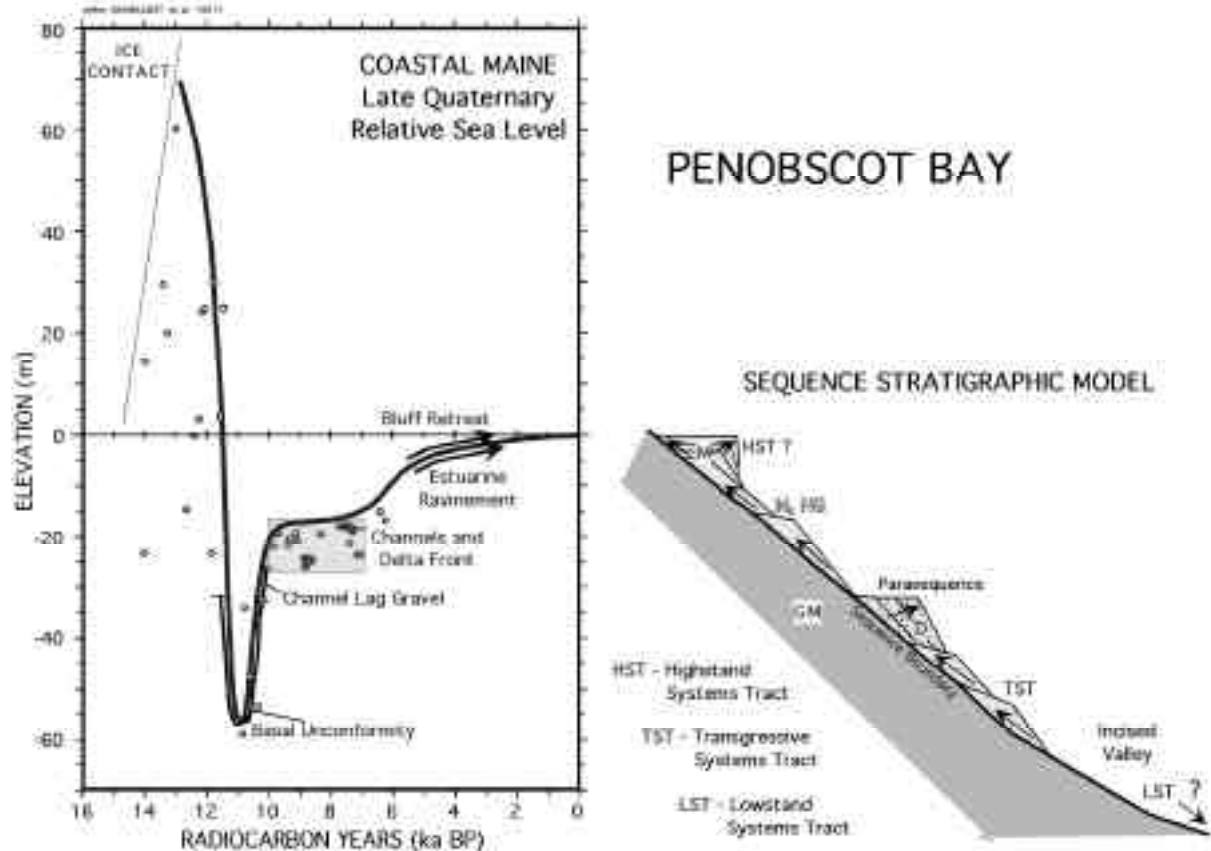 COASTAL MAINE
Late Quaternary
Relative Sea Level
ICE
CONTACT
80
60
40
20
0
-20
-40
-60
ELEVATION (m)
Bluff Retreat
Estuarine
Ravinement
Channels and
Delta Front
Channel Lag Gravel
Basal Unconformity
16
14
12
10
8
6
4
2
0
RADIOCARBON YEARS (ka BP)
PENOBSCOT BAY
SEQUENCE STRATIGRAPHIC MODEL
HST ?
Parasequence
GM
Sequence Boundary
TST
HST - Highstand
Systems Tract
TST - Transgressive
Systems Tract
LST - Lowstand
Systems Tract
Incised
Valley
LST ?